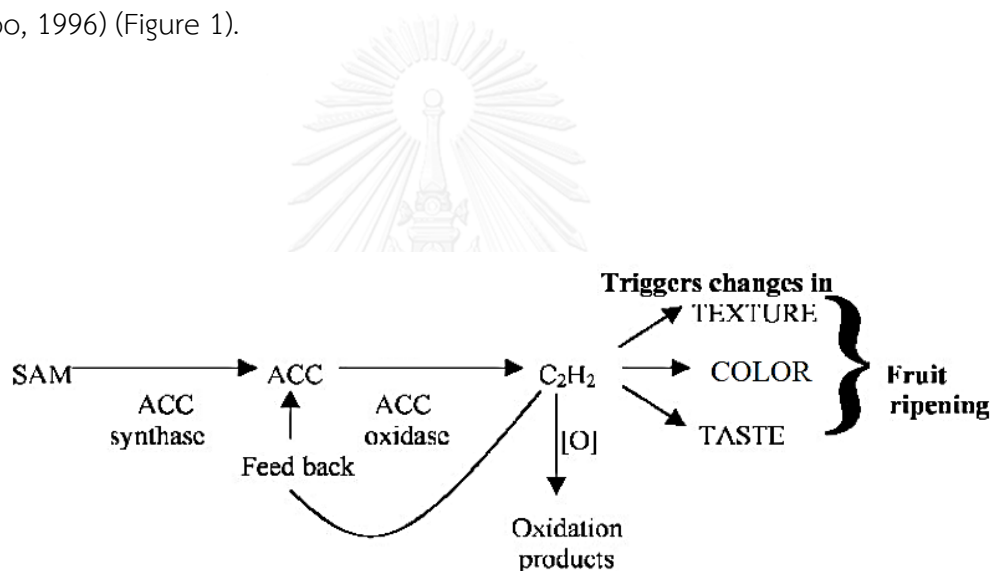 oo, 1996) (Figure 1).
Triggers changes in
TEXTURE
SAM
ACC
C₂H₂
COLOR
Fruit
ripening
ACC
synthase
ACC
oxidase
TASTE
[O]
Feed back
Oxidation
products